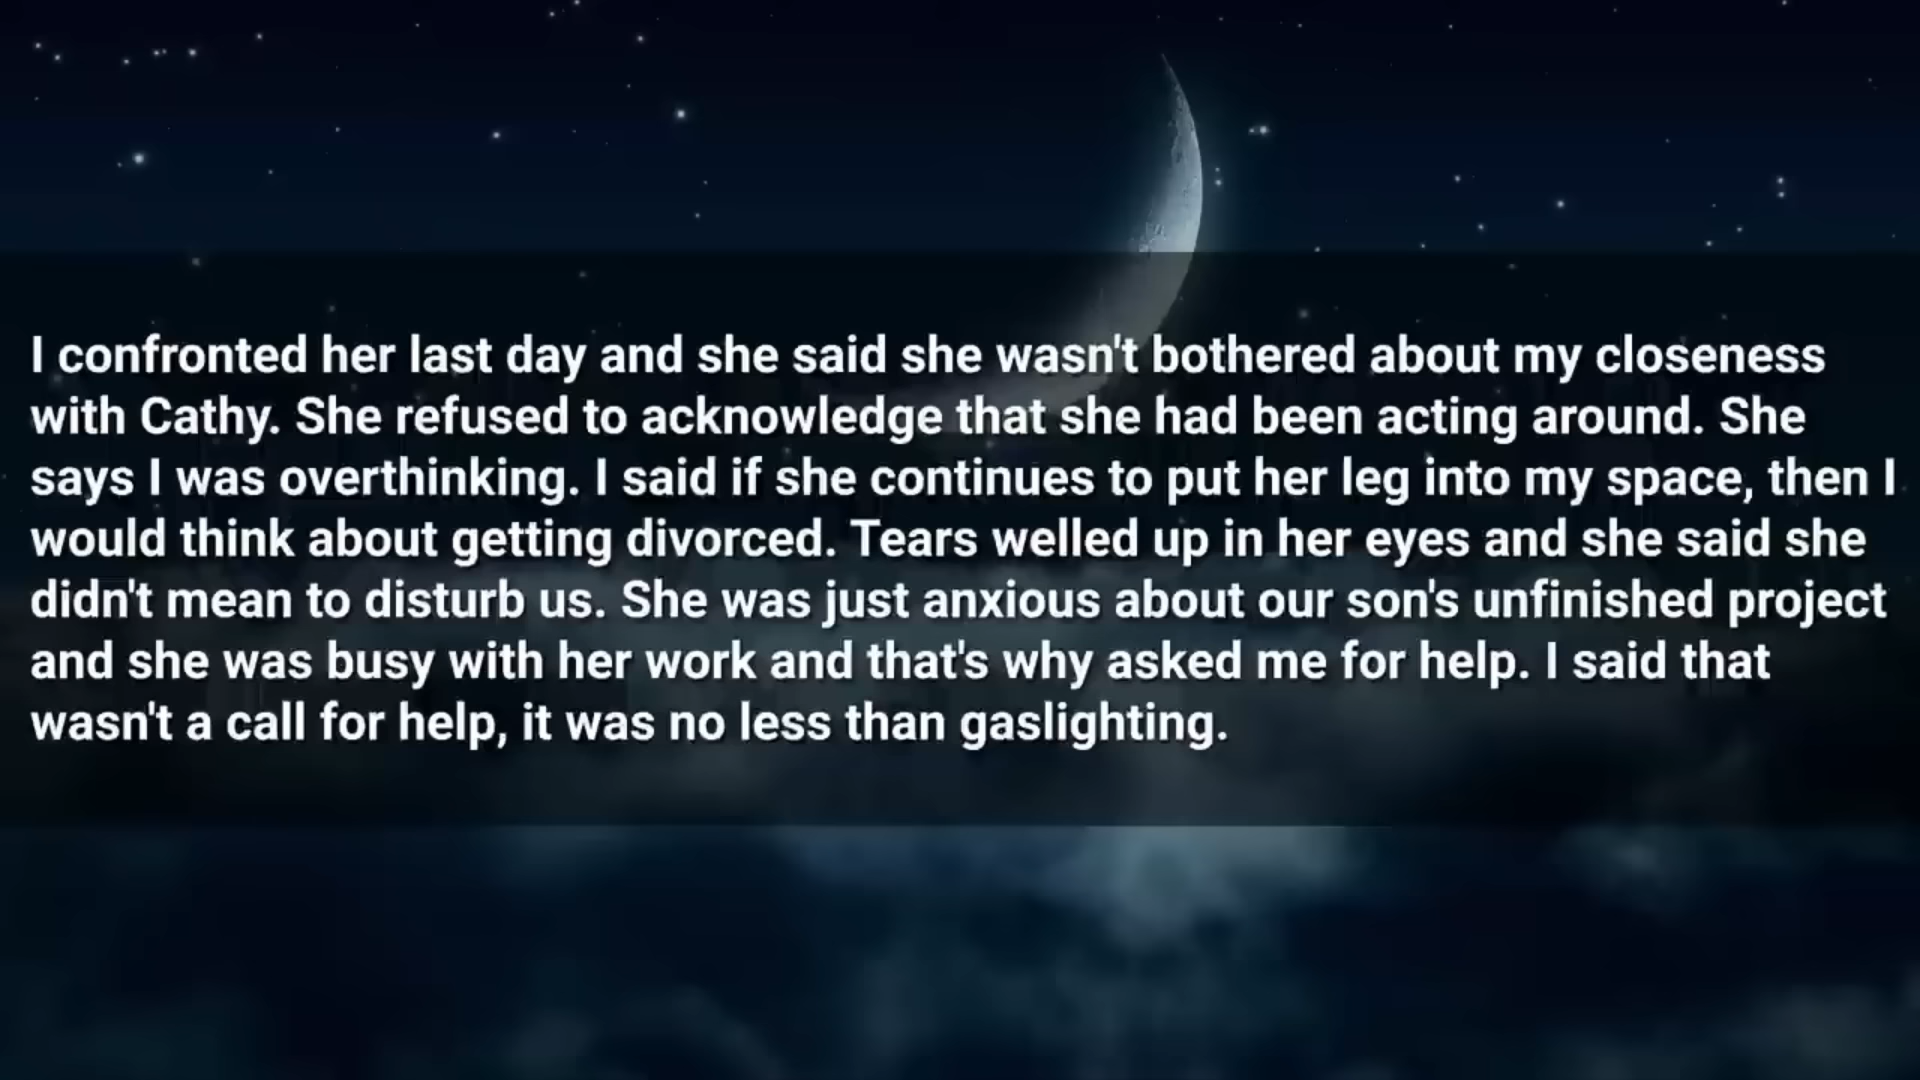 I confronted her last day and she said she wasn't bothered about my closeness
with Cathy. She refused to acknowledge that she had been acting around. She
says I was overthinking. I said if she continues to put her leg into my space, then I
would think about getting divorced. Tears welled up in her eyes and she said she
didn't mean to disturb us. She was just anxious about our son's unfinished project
and she was busy with her work and that's why asked me for help. I said that
wasn't a call for help, it was no less than gaslighting.